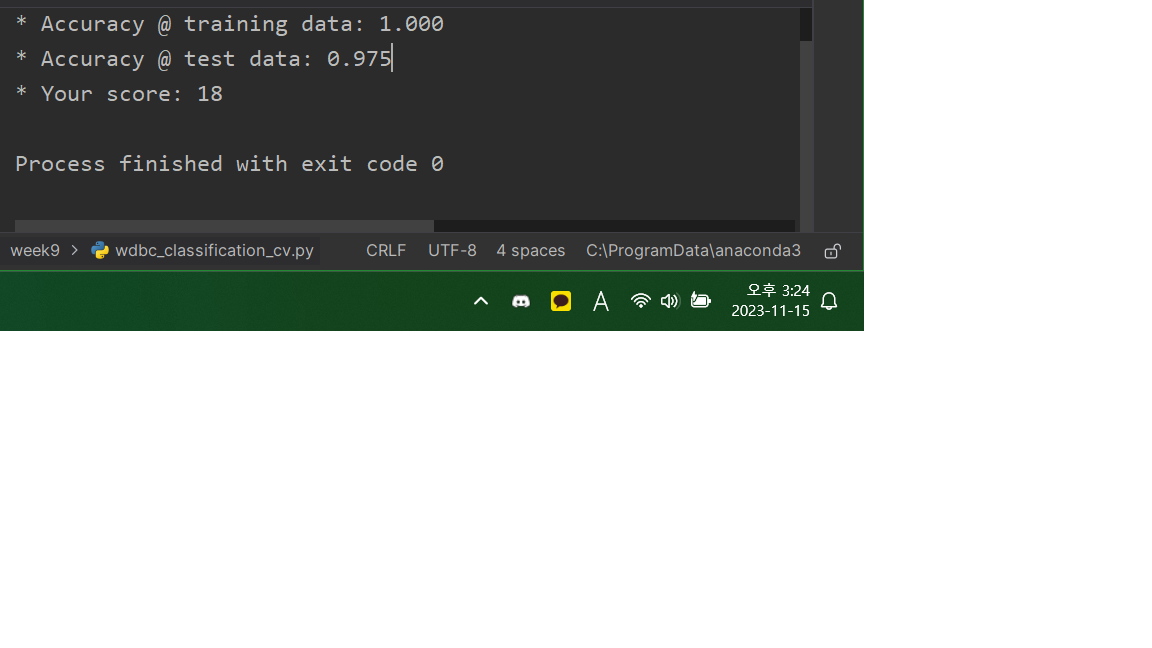 * Accuracy @ training data: 1.000
* Accuracy @ test data: 0.975
* Your score: 18
Process finished with exit code 0
week9 > wdbc_classification_cv.py CRLF UTF-8 4 spaces C:\ProgramData\anaconda3
A 오후 3:24
2023-11-15